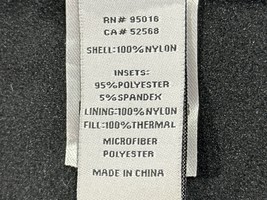 RN# 95016
CA# 52568
SHELL:100%NYLON
INSETS:
95%POLYESTER
5%SPANDEX
LINING:100%NYLON
FILL:100%THERMAL
MICROFIBER
POLYESTER
MADE IN CHINA